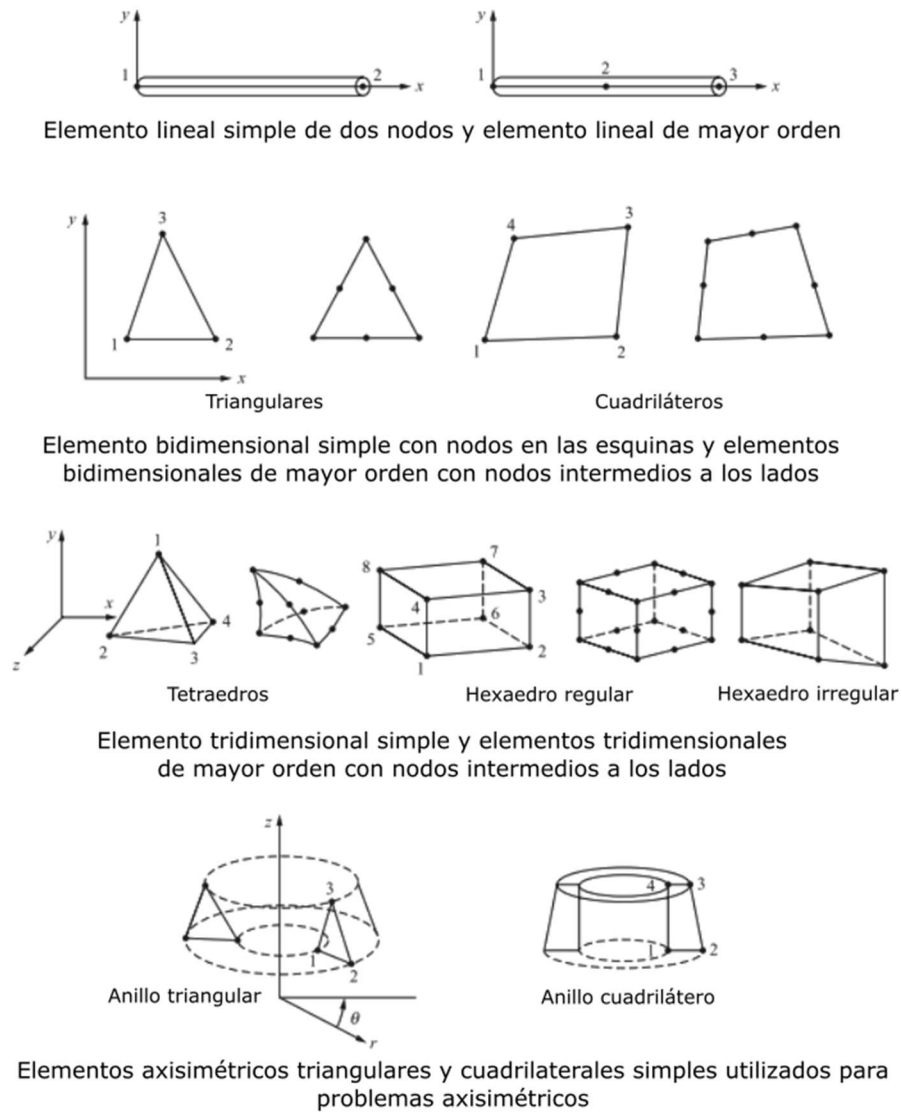 y
1
2
x
y
1
2
3
x
Elemento lineal simple de dos nodos y elemento lineal de mayor orden
y
3
1
2
x
4
3
1
2
Triangulares
Cuadriláteros
Elemento bidimensional simple con nodos en las esquinas y elementos
bidimensionales de mayor orden con nodos intermedios a los lados
y
x
z
1
2
3
4
8
7
4
3
5
6
1
2
Tetraedros
Hexaedro regular
Hexaedro irregular
Elemento tridimensional simple y elementos tridimensionales
de mayor orden con nodos intermedios a los lados
z
3
1
2
θ
r
4
3
1
2
Anillo triangular
Anillo cuadrilátero
Elementos axisimétricos triangulares y cuadrilaterales simples utilizados para
problemas axisimétricos